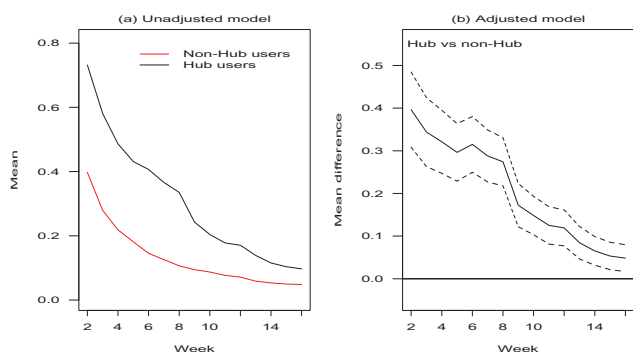 (a) Unadjusted model
Non-Hub users
Hub users
0.8
0.6
0.4
0.2
0.0
Mean
2 4 6 8 10 14
Week
(b) Adjusted model
Hub vs non-Hub
0.5
0.4
0.3
0.2
0.1
0.0
Mean difference
2 4 6 8 10 14
Week